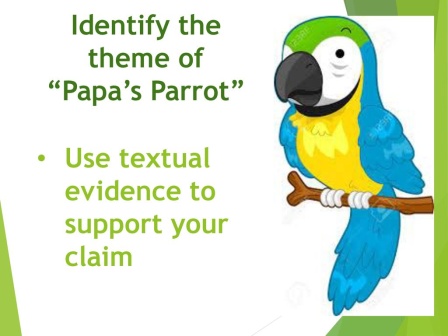 Identify the
theme of
“Papa’s Parrot”
• Use textual
evidence to
support your
claim